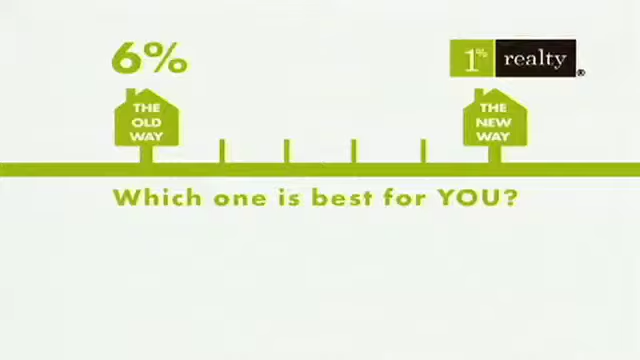 6%
1% realty®
THE
OLD
WAY
THE
NEW
WAY
Which one is best for YOU?